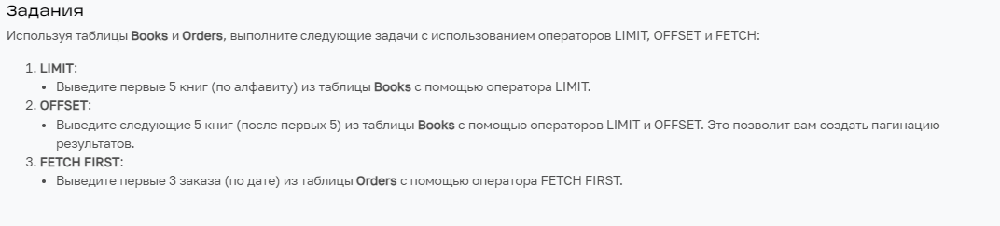 Задания
Используя таблицы Books и Orders, выполните следующие задачи с использованием операторов LIMIT, OFFSET и FETCH:
1. LIMIT:
• Выведите первые 5 книг (по алфавиту) из таблицы Books с помощью оператора LIMIT.
2. OFFSET:
• Выведите следующие 5 книг (после первых 5) из таблицы Books с помощью операторов LIMIT и OFFSET. Это позволит вам создать пагинацию
результатов.
3. FETCH FIRST:
• Выведите первые 3 заказа (по дате) из таблицы Orders с помощью оператора FETCH FIRST.